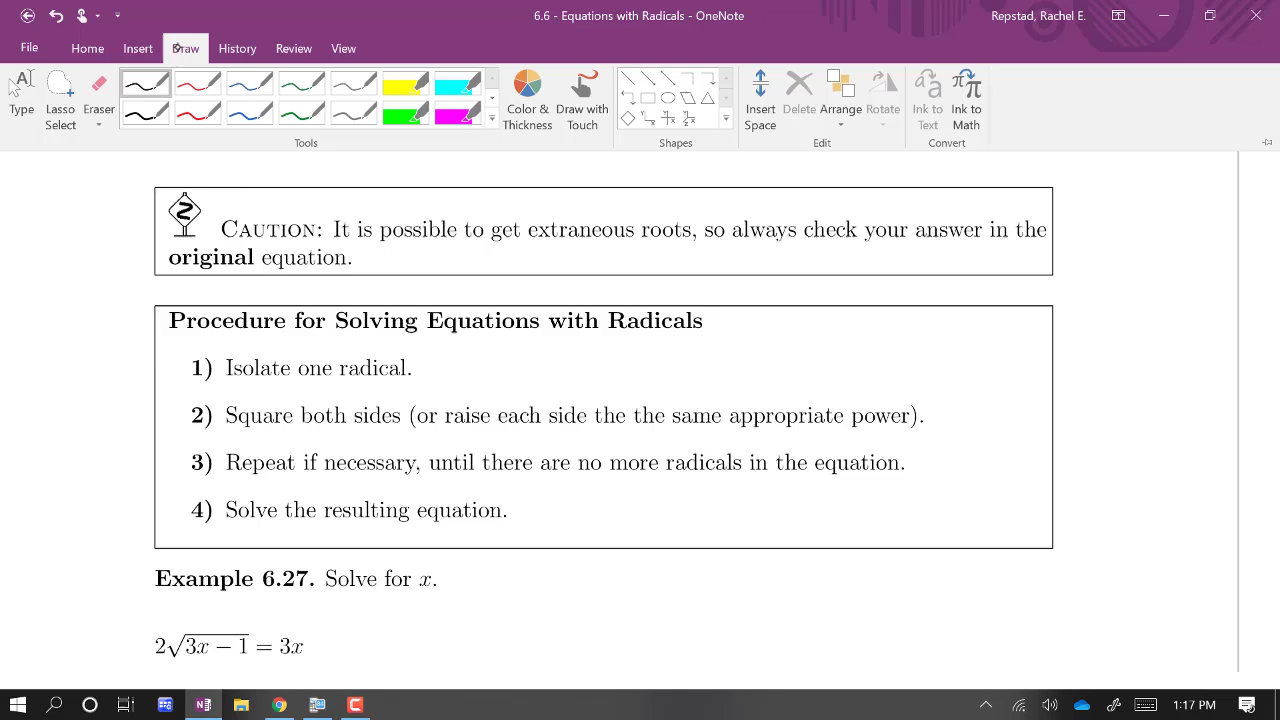 6.6 - Equations with Radicals - OneNote
Repstad, Rachel E.
File Home Insert Draw History Review View
Type
Lasso Select
Eraser
Color & Thickness
Draw with Touch
Insert Space
Delete
Arrange
Rotate
Ink to Text
Ink to Math
Tools
Shapes
Edit
Convert
CAUTION: It is possible to get extraneous roots, so always check your answer in the
original equation.
Procedure for Solving Equations with Radicals
1) Isolate one radical.
2) Square both sides (or raise each side the the same appropriate power).
3) Repeat if necessary, until there are no more radicals in the equation.
4) Solve the resulting equation.
Example 6.27. Solve for x.
2√(3x − 1) = 3x
1:17 PM